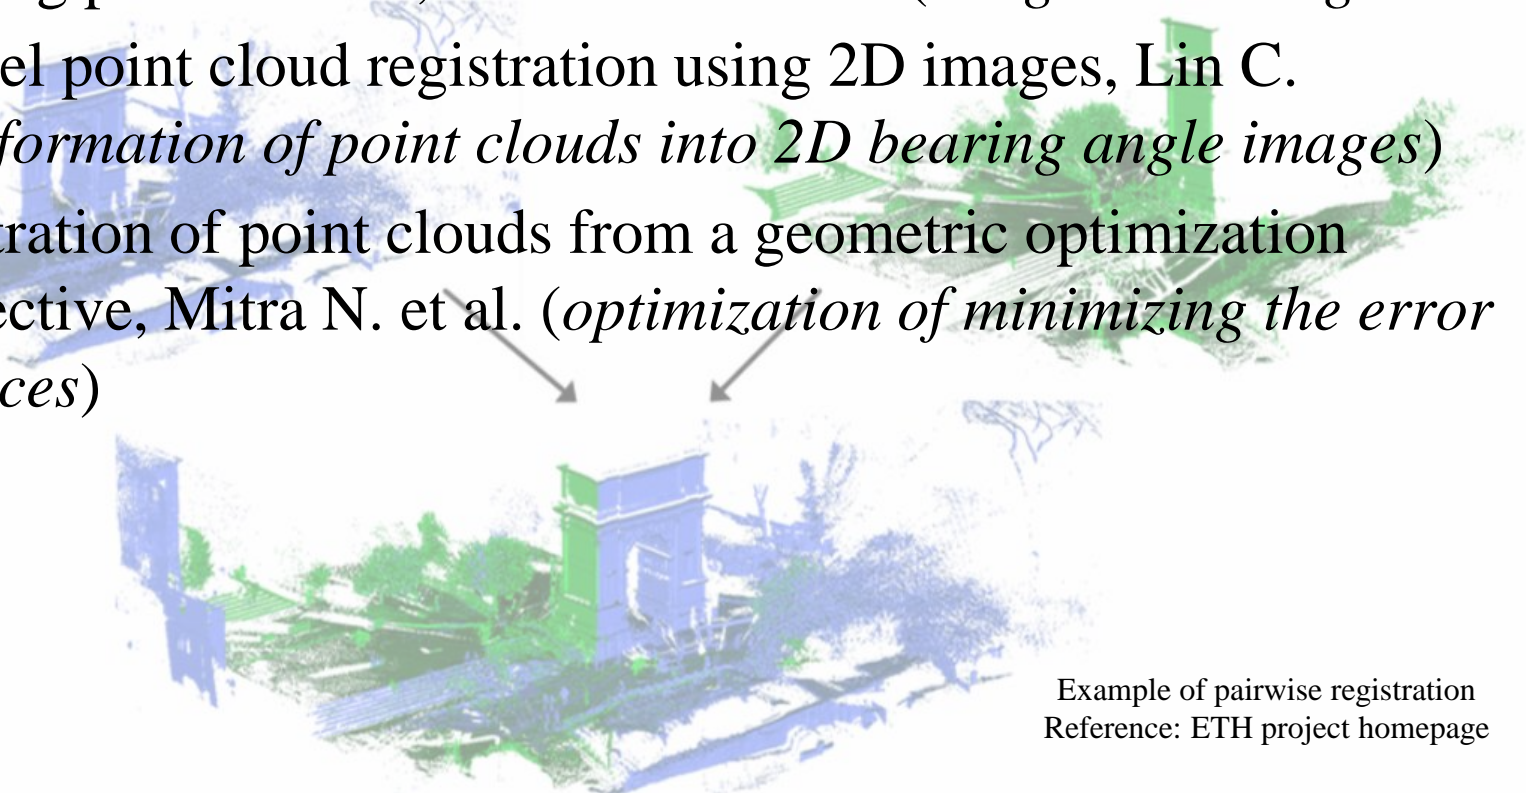 el point cloud registration using 2D images, Lin C.
formation of point clouds into 2D bearing angle images)
tration of point clouds from a geometric optimization
ective, Mitra N. et al. (optimization of minimizing the error
ces)
Example of pairwise registration
Reference: ETH project homepage